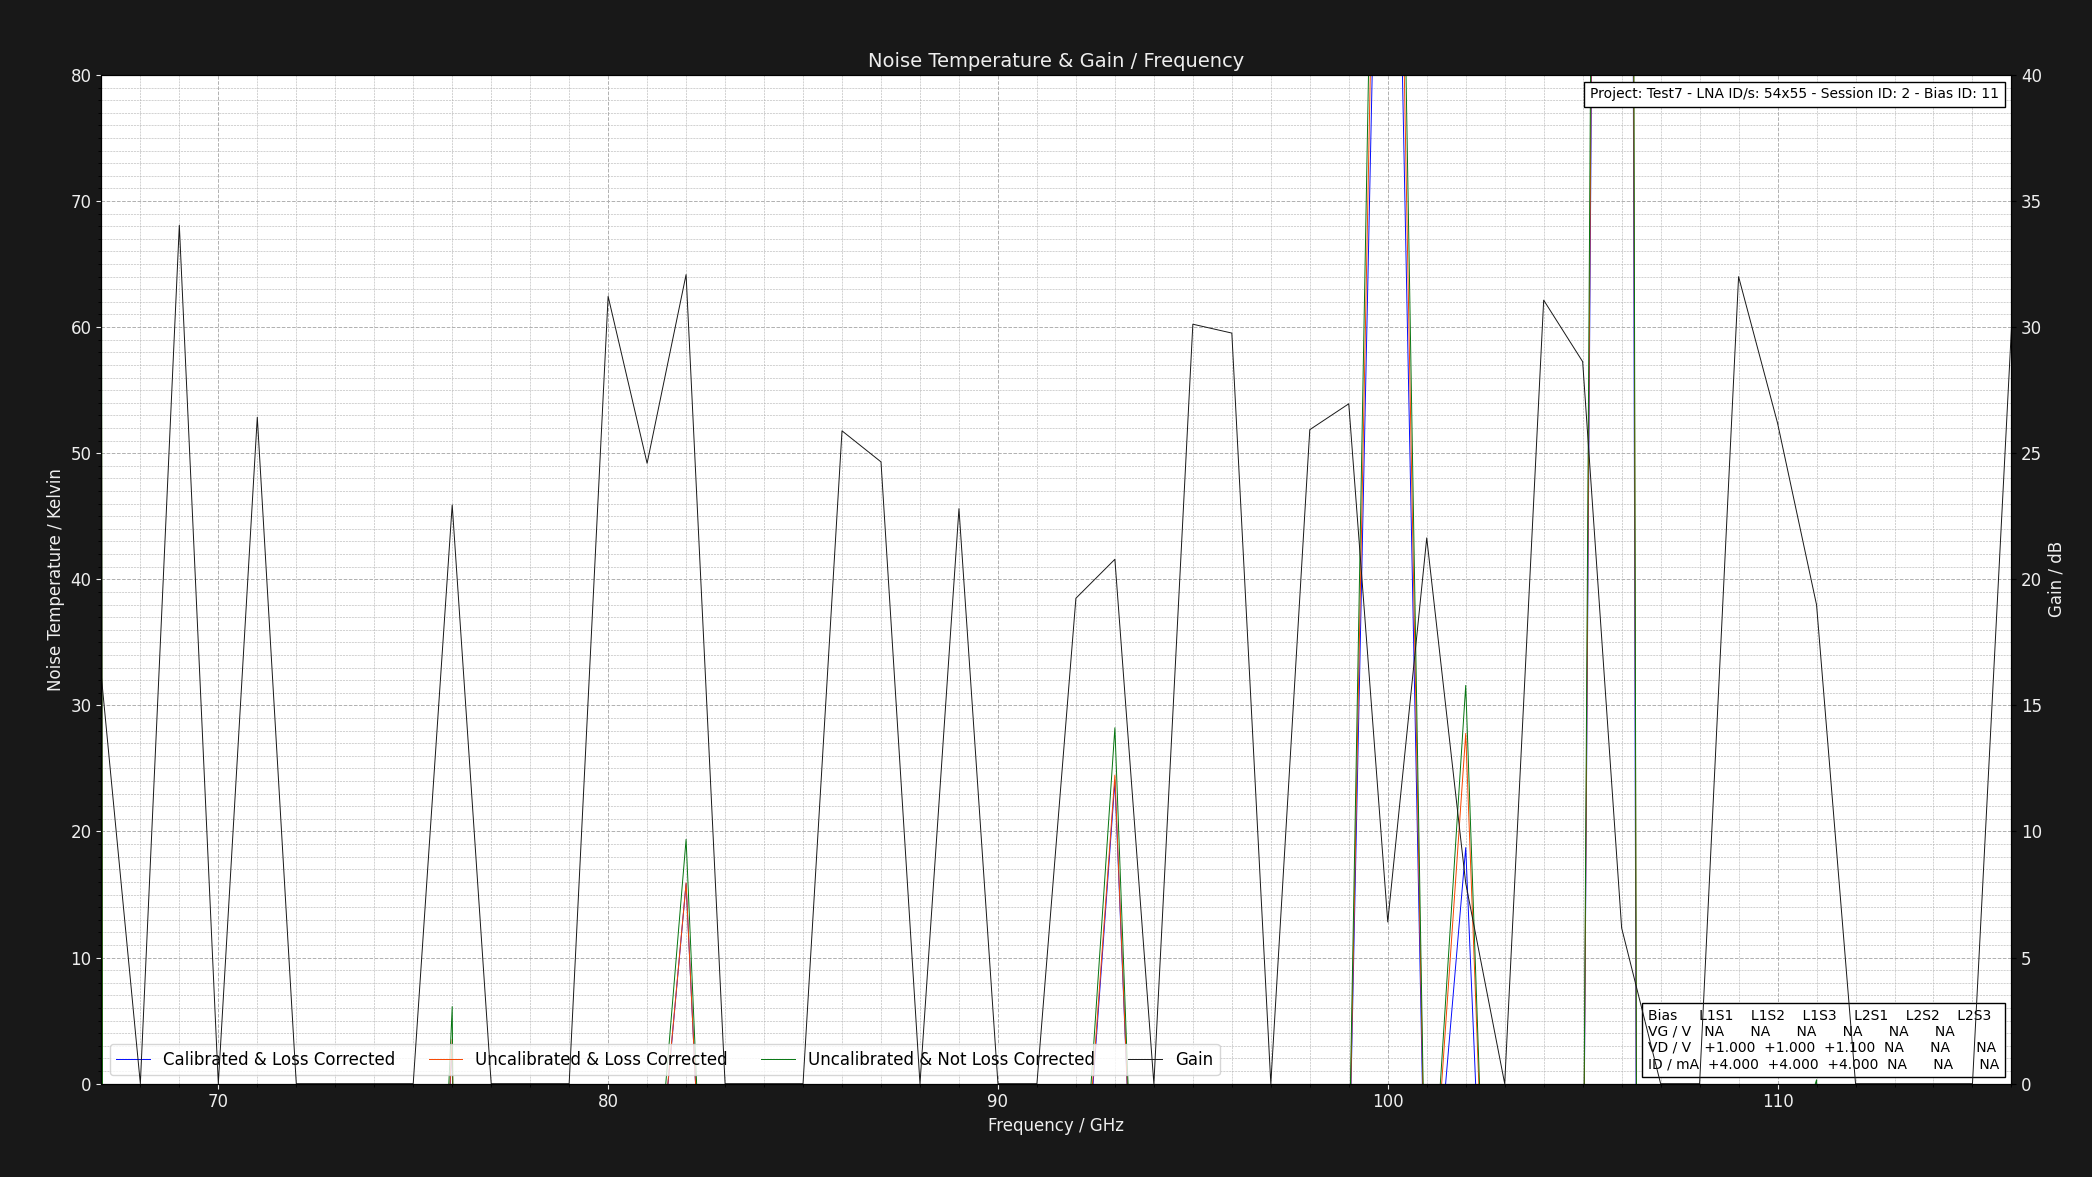 Noise Temperature & Gain / Frequency
Project: Test7 - LNA ID/s: 54x55 - Session ID: 2 - Bias ID: 11
80
70
60
50
40
30
20
10
0
Noise Temperature / Kelvin
40
35
30
25
20
15
10
5
0
Gain / dB
Bias L1S1 L1S2 L1S3 L2S1 L2S2 L2S3
VG / V NA NA NA NA NA NA
VD / V +1.000 +1.000 +1.100 NA NA NA
ID / mA +4.000 +4.000 +4.000 NA NA NA
Calibrated & Loss Corrected Uncalibrated & Loss Corrected Uncalibrated & Not Loss Corrected Gain
70 80 90 100 110
Frequency / GHz